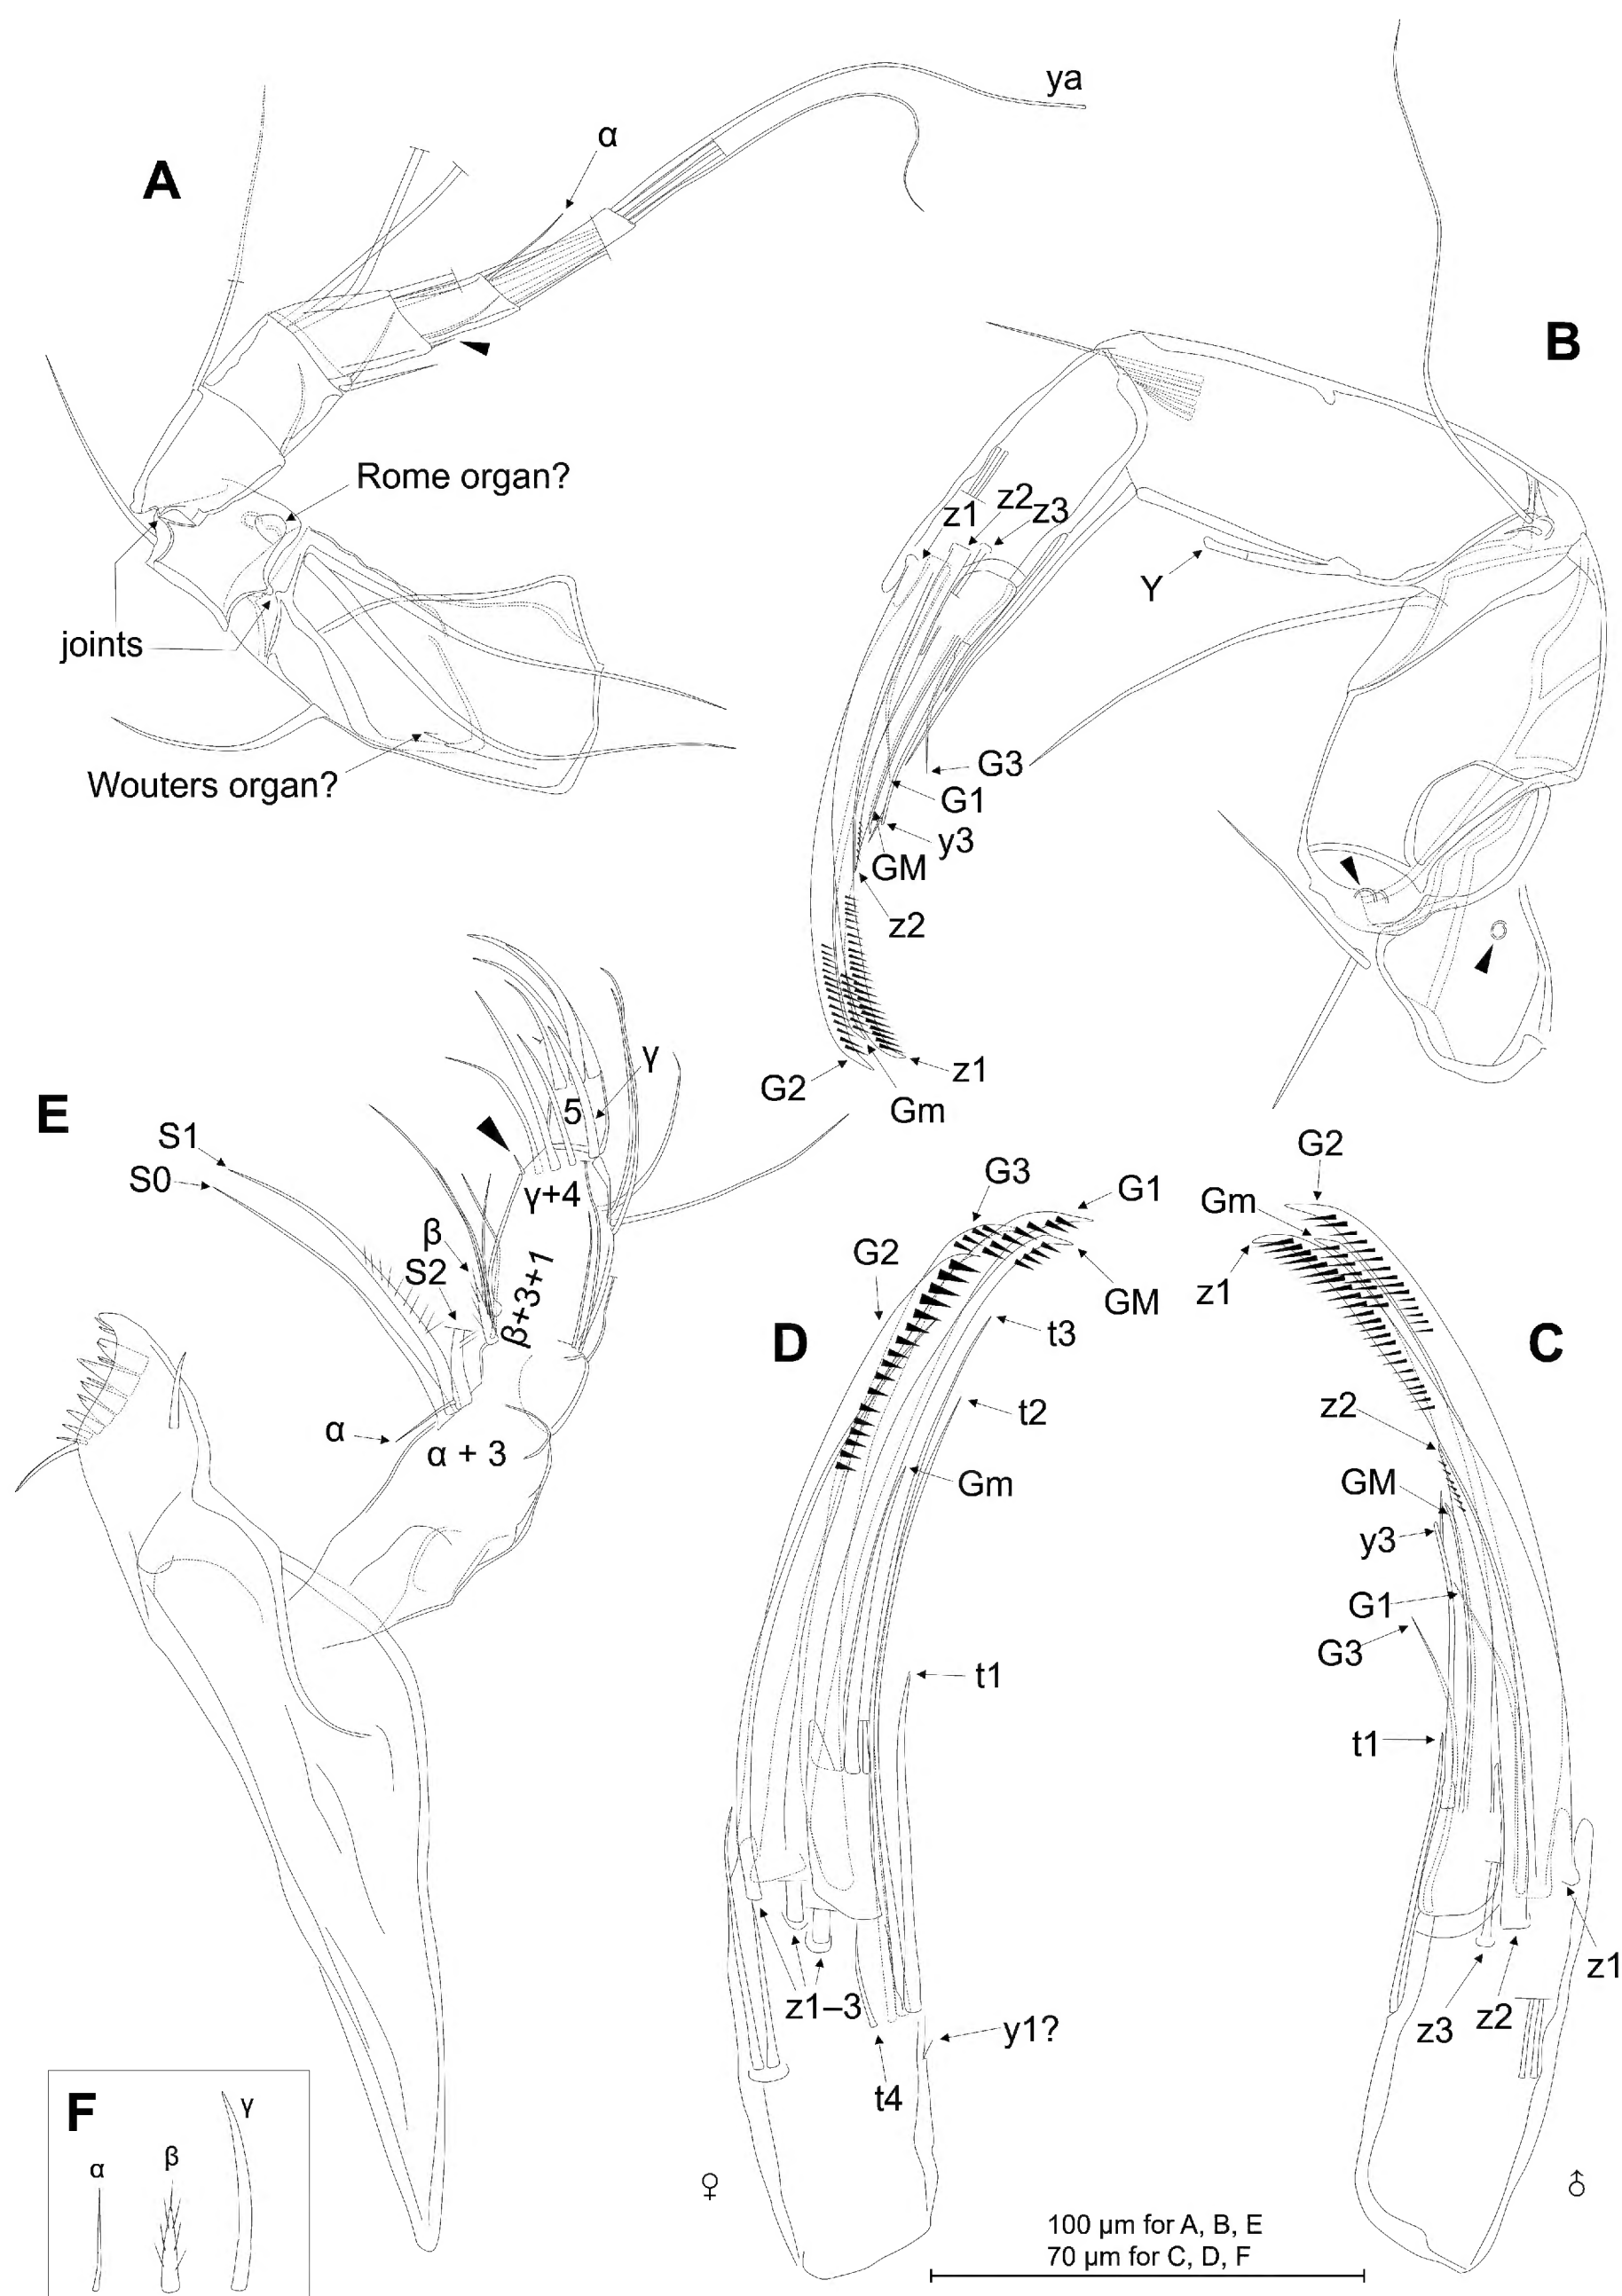 A
α
ya
Rome organ?
joints
Wouters organ?
B
z1
z2
z3
Y
G3
G1
y3
GM
z2
z1
G2
Gm
E
S1
S0
β
S2
5
γ
γ+4
β+3+1
α
α + 3
D
G3
G1
G2
GM
t3
t2
Gm
t1
z1–3
t4
y1?
♀
C
G2
Gm
z1
z2
GM
y3
G1
G3
t1
z3
z2
z1
♂
F
α
β
γ
100 µm for A, B, E
70 µm for C, D, F